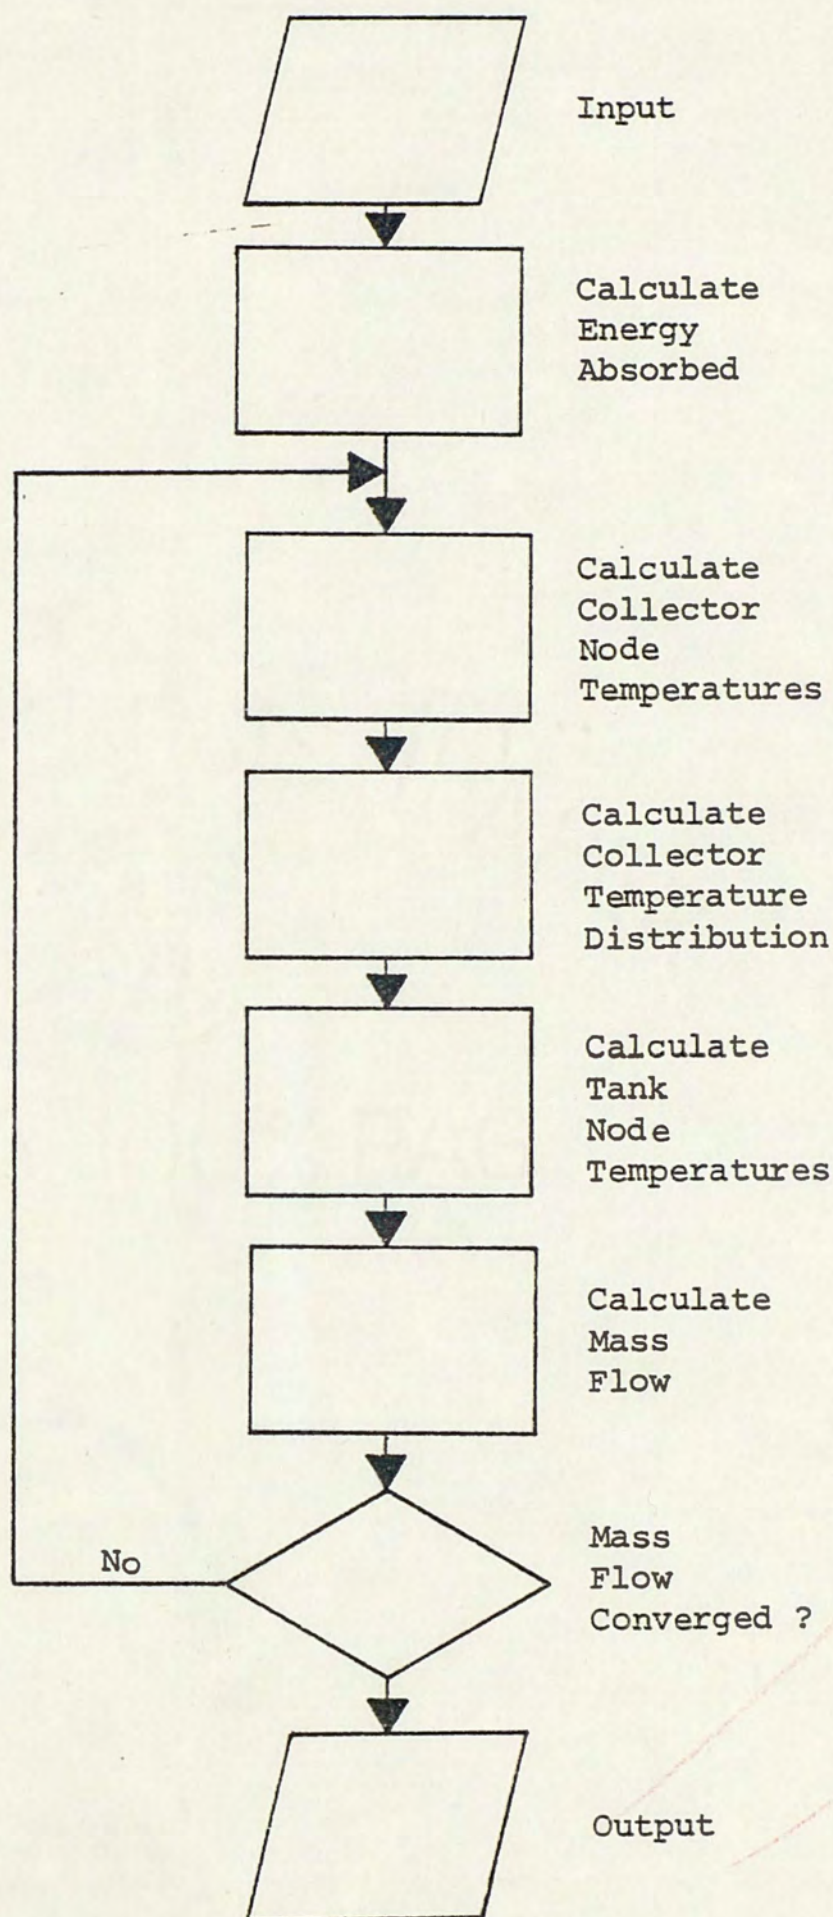 Input
Calculate
Energy
Absorbed
Calculate
Collector
Node
Temperatures
Calculate
Collector
Temperature
Distribution
Calculate
Tank
Node
Temperatures
Calculate
Mass
Flow
No
Mass
Flow
Converged ?
Output